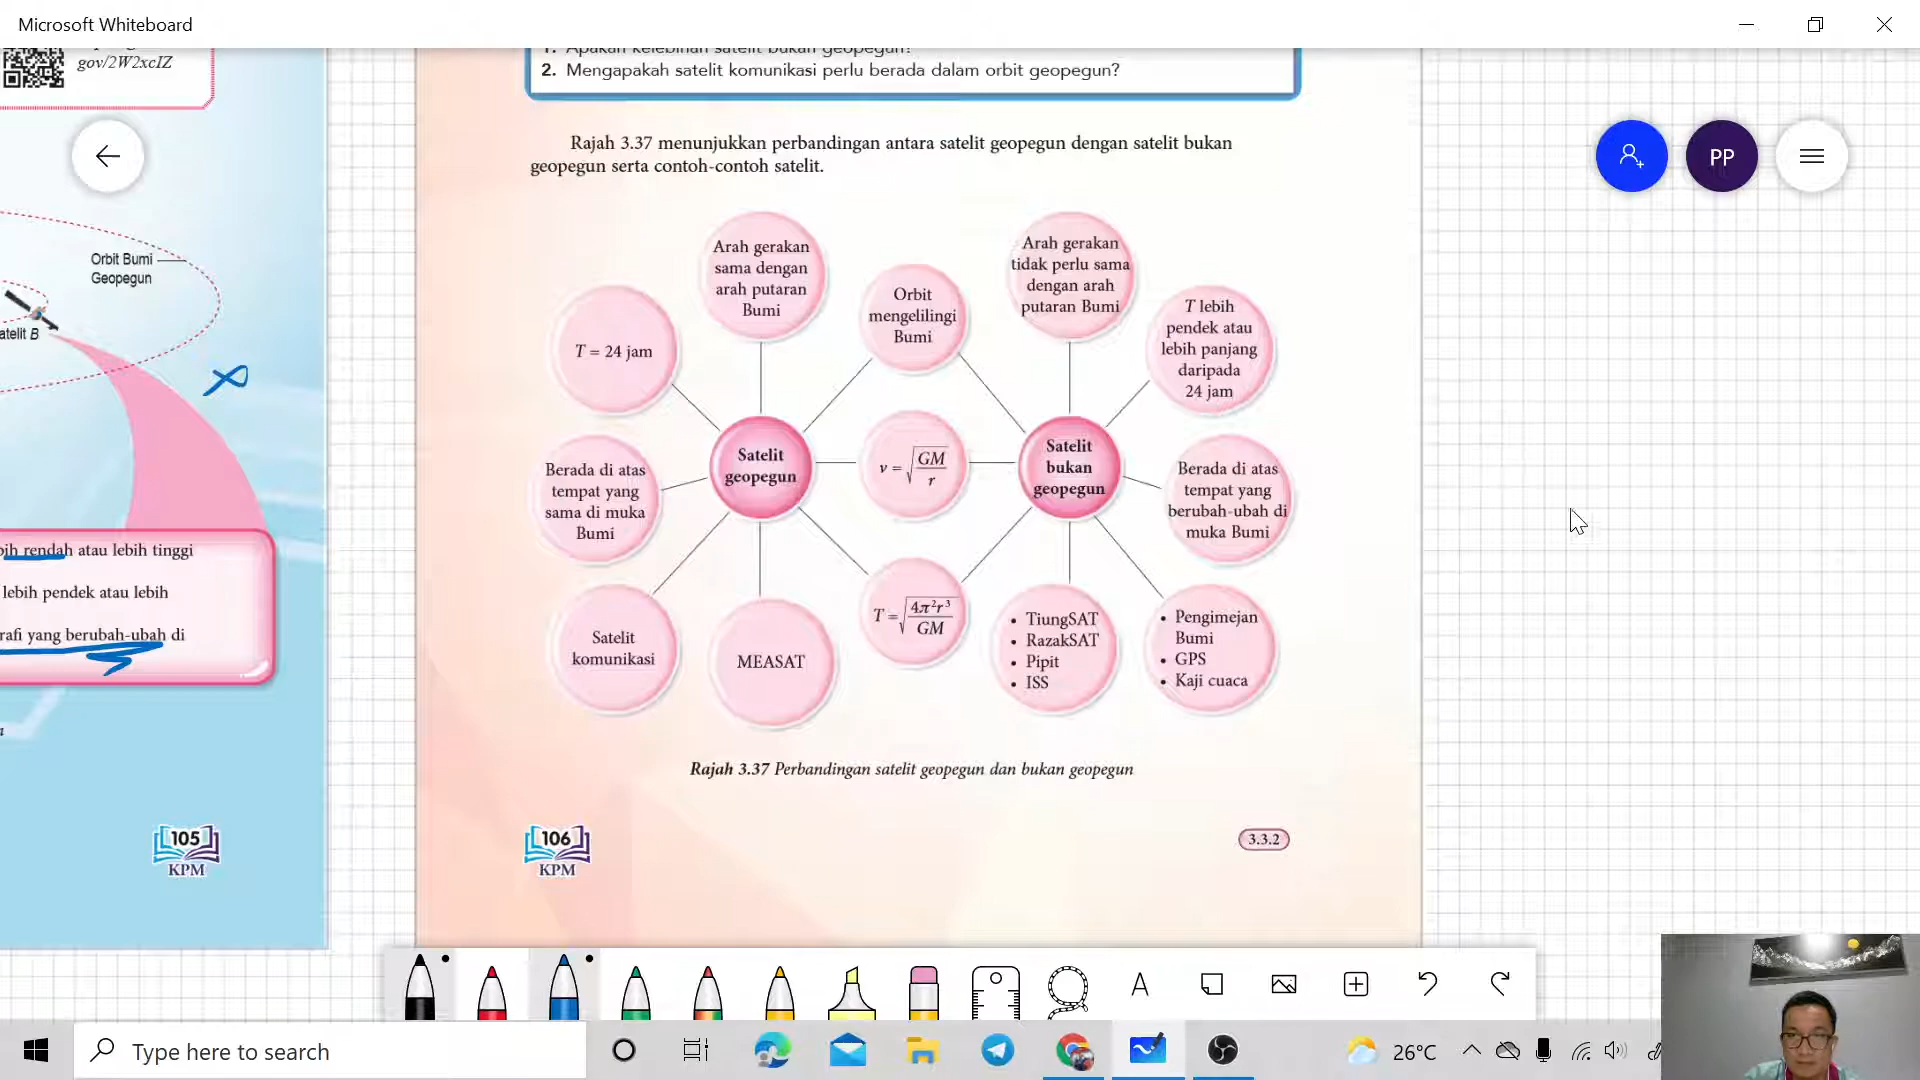 Microsoft Whiteboard
gov/2W2xcIZ
1. Apakah kelebihan satelit bukan geopegun?
2. Mengapakah satelit komunikasi perlu berada dalam orbit geopegun?
Rajah 3.37 menunjukkan perbandingan antara satelit geopegun dengan satelit bukan
geopegun serta contoh-contoh satelit.
PP
Orbit Bumi
Geopegun
atelit B
Arah gerakan
sama dengan
arah putaran
Bumi
Arah gerakan
tidak perlu sama
dengan arah
putaran Bumi
Orbit
mengelilingi
Bumi
T = 24 jam
T lebih
pendek atau
lebih panjang
daripada
24 jam
Satelit
geopegun
v = √(GM/r)
Satelit
bukan
geopegun
Berada di atas
tempat yang
sama di muka
Bumi
Berada di atas
tempat yang
berubah-ubah di
muka Bumi
ih rendah atau lebih tinggi
lebih pendek atau lebih
rafi yang berubah-ubah di
Satelit
komunikasi
MEASAT
T = √(4π²r³/GM)
• TiungSAT
• RazakSAT
• Pipit
• ISS
• Pengimejan
Bumi
• GPS
• Kaji cuaca
Rajah 3.37 Perbandingan satelit geopegun dan bukan geopegun
105
KPM
106
KPM
3.3.2
Type here to search
26°C